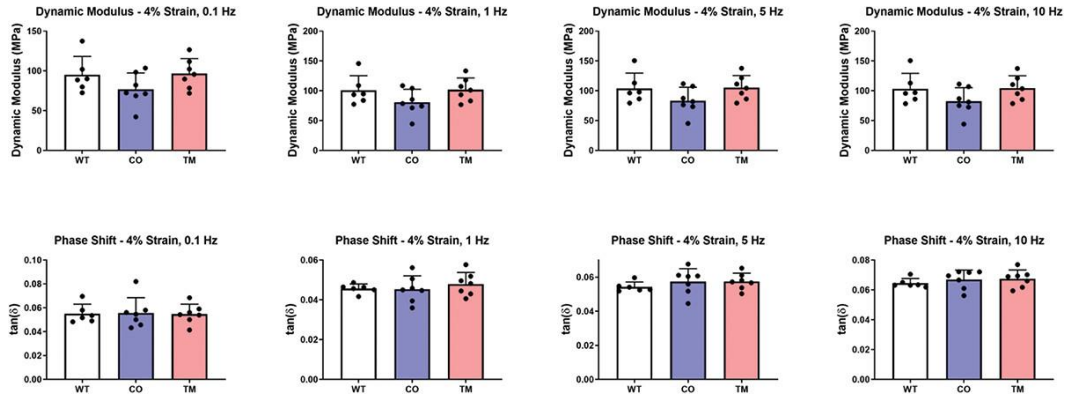 Dynamic Modulus - 4% Strain, 0.1 Hz
Dynamic Modulus (MPa)
150
100
50
0
WT CO TM
Dynamic Modulus - 4% Strain, 1 Hz
Dynamic Modulus (MPa)
200
150
100
50
0
WT CO TM
Dynamic Modulus - 4% Strain, 5 Hz
Dynamic Modulus (MPa)
200
150
100
50
0
WT CO TM
Dynamic Modulus - 4% Strain, 10 Hz
Dynamic Modulus (MPa)
200
150
100
50
0
WT CO TM
Phase Shift - 4% Strain, 0.1 Hz
tan(δ)
0.10
0.08
0.06
0.04
0.02
0.00
WT CO TM
Phase Shift - 4% Strain, 1 Hz
tan(δ)
0.06
0.04
0.02
0.00
WT CO TM
Phase Shift - 4% Strain, 5 Hz
tan(δ)
0.06
0.04
0.02
0.00
WT CO TM
Phase Shift - 4% Strain, 10 Hz
tan(δ)
0.08
0.06
0.04
0.02
0.00
WT CO TM